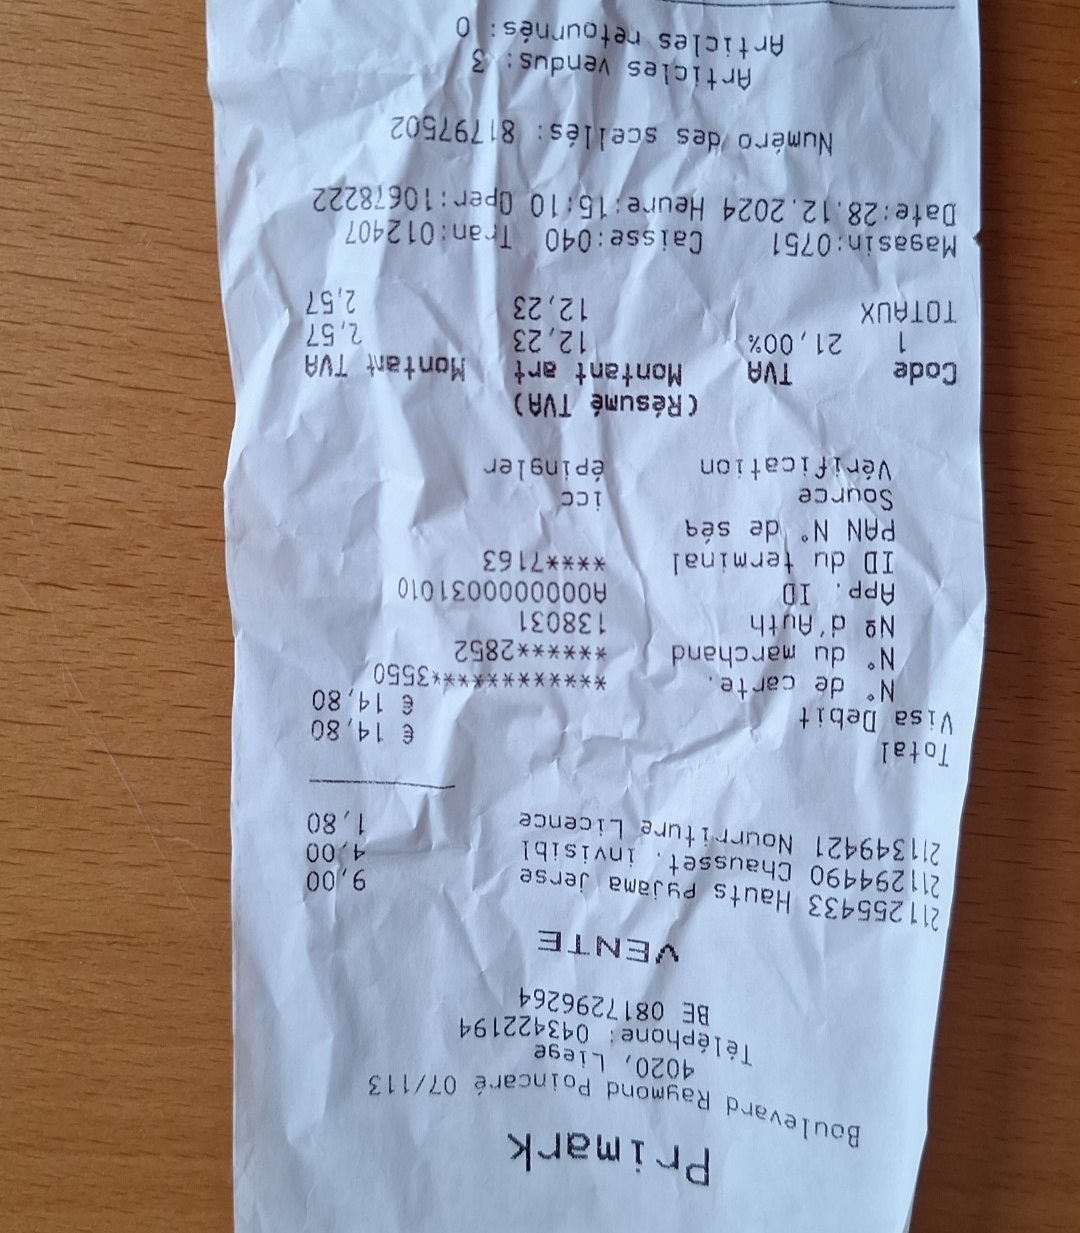 Primark
Boulevard Raymond Poincaré 07/113
4020, Liege
Téléphone: 043422194
BE 0817296264
VENTE
211255433 Hauts Pyjama Jerse 9,00
211294490 Chausset. invisibl 4,00
211349421 Nourriture Licence 1,80
Total € 14,80
Visa Debit € 14,80
N° de carte. ************3550
N° du marchand ******2852
Nº d'Auth 138031
App. ID A0000000031010
ID du terminal ****7163
PAN N° de séq
Source icc
Vérification épingler
(Résumé TVA)
Code TVA Montant art Montant TVA
1 21,00% 12,23 2,57
TOTAUX 12,23 2,57
Magasin:0751 Caisse:040 Tran:012407
Date:28.12.2024 Heure:15:10 Oper:10678222
Numéro des scellés: 81797502
Articles vendus: 3
Articles retournés: 0